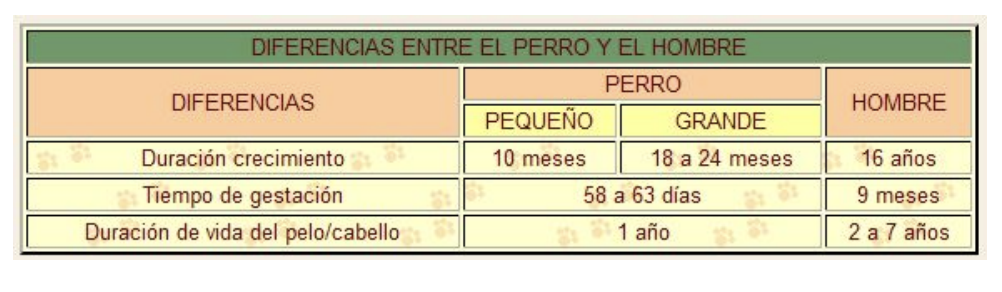 DIFERENCIAS ENTRE EL PERRO Y EL HOMBRE
DIFERENCIAS PERRO HOMBRE
PEQUEÑO GRANDE
Duración crecimiento 10 meses 18 a 24 meses 16 años
Tiempo de gestación 58 a 63 días 9 meses
Duración de vida del pelo/cabello 1 año 2 a 7 años